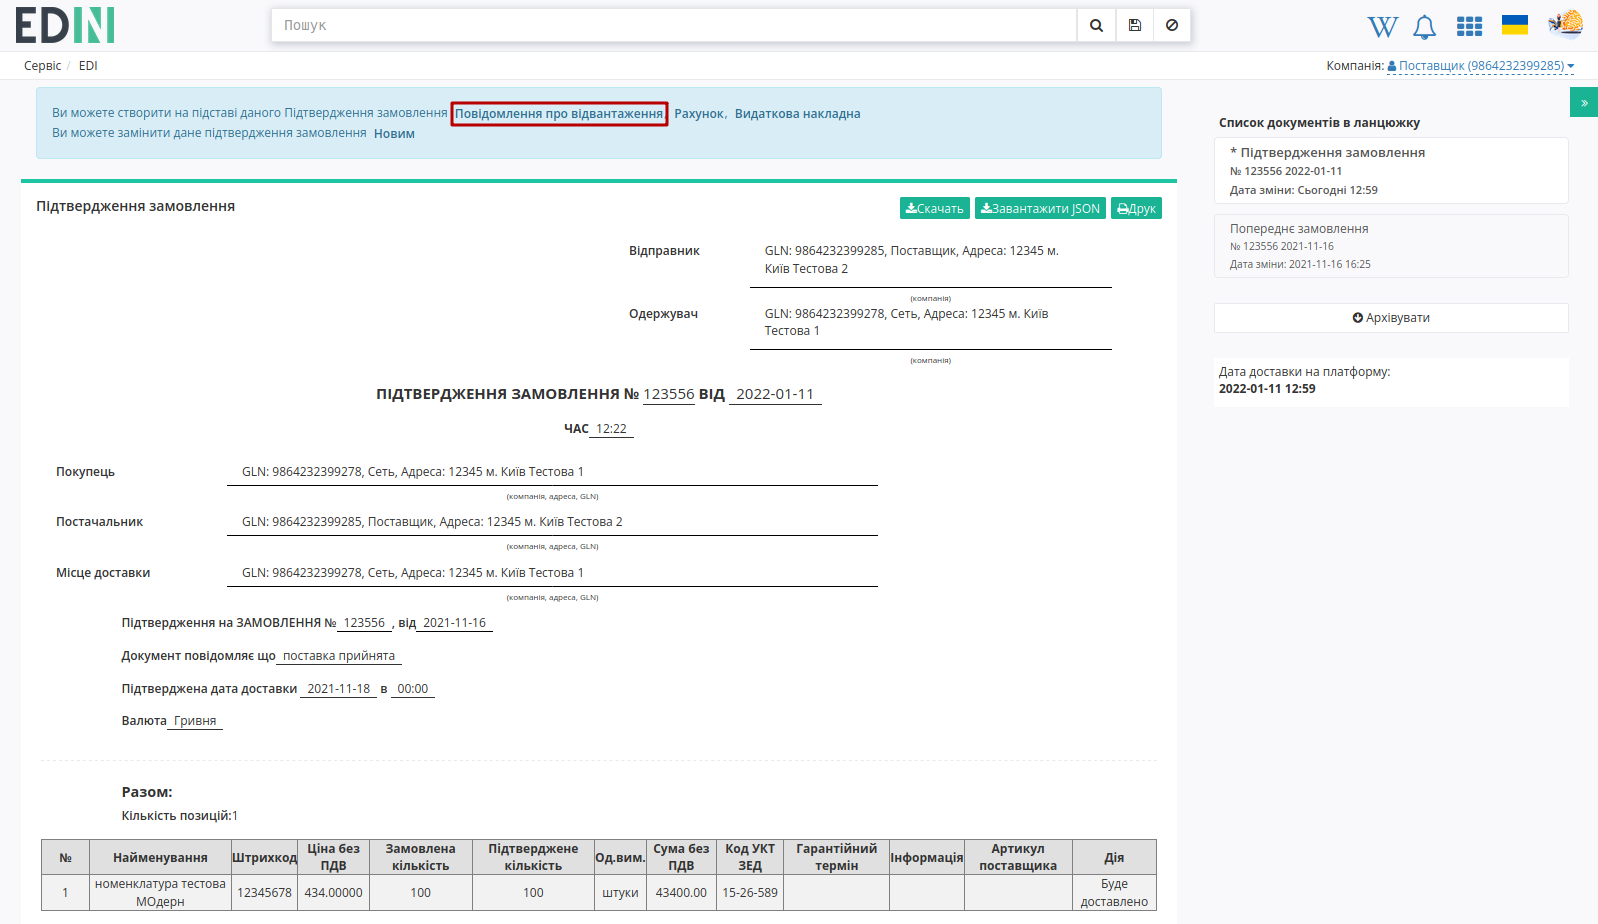 EDIN
Пошук
Сервіс / EDI
Компанія: Поставщик (9864232399285)
Ви можете створити на підставі даного Підтвердження замовлення Повідомлення про відвантаження, Рахунок, Видаткова накладна
Ви можете замінити дане підтвердження замовлення Новим
»
Список документів в ланцюжку
* Підтвердження замовлення
№ 123556 2022-01-11
Дата зміни: Сьогодні 12:59
Попереднє замовлення
№ 123556 2021-11-16
Дата зміни: 2021-11-16 16:25
Архівувати
Дата доставки на платформу:
2022-01-11 12:59
Підтвердження замовлення
Скачать Завантажити JSON Друк
Відправник GLN: 9864232399285, Поставщик, Адреса: 12345 м.
Київ Тестова 2
(компанія)
Одержувач GLN: 9864232399278, Сеть, Адреса: 12345 м. Київ
Тестова 1
(компанія)
ПІДТВЕРДЖЕННЯ ЗАМОВЛЕННЯ № 123556 ВІД 2022-01-11
ЧАС 12:22
Покупець GLN: 9864232399278, Сеть, Адреса: 12345 м. Київ Тестова 1
(компанія, адреса, GLN)
Постачальник GLN: 9864232399285, Поставщик, Адреса: 12345 м. Київ Тестова 2
(компанія, адреса, GLN)
Місце доставки GLN: 9864232399278, Сеть, Адреса: 12345 м. Київ Тестова 1
(компанія, адреса, GLN)
Підтвердження на ЗАМОВЛЕННЯ № 123556 , від 2021-11-16
Документ повідомляє що поставка прийнята
Підтверджена дата доставки 2021-11-18 в 00:00
Валюта Гривня
Разом:
Кількість позицій:1
№ Найменування Штрихкод Ціна без ПДВ Замовлена кількість Підтверджене кількість Од.вим. Сума без ПДВ Код УКТ ЗЕД Гарантійний термін Інформація Артикул поставщика Дія
1 номенклатура тестова МОдерн 12345678 434.00000 100 100 штуки 43400.00 15-26-589 Буде доставлено